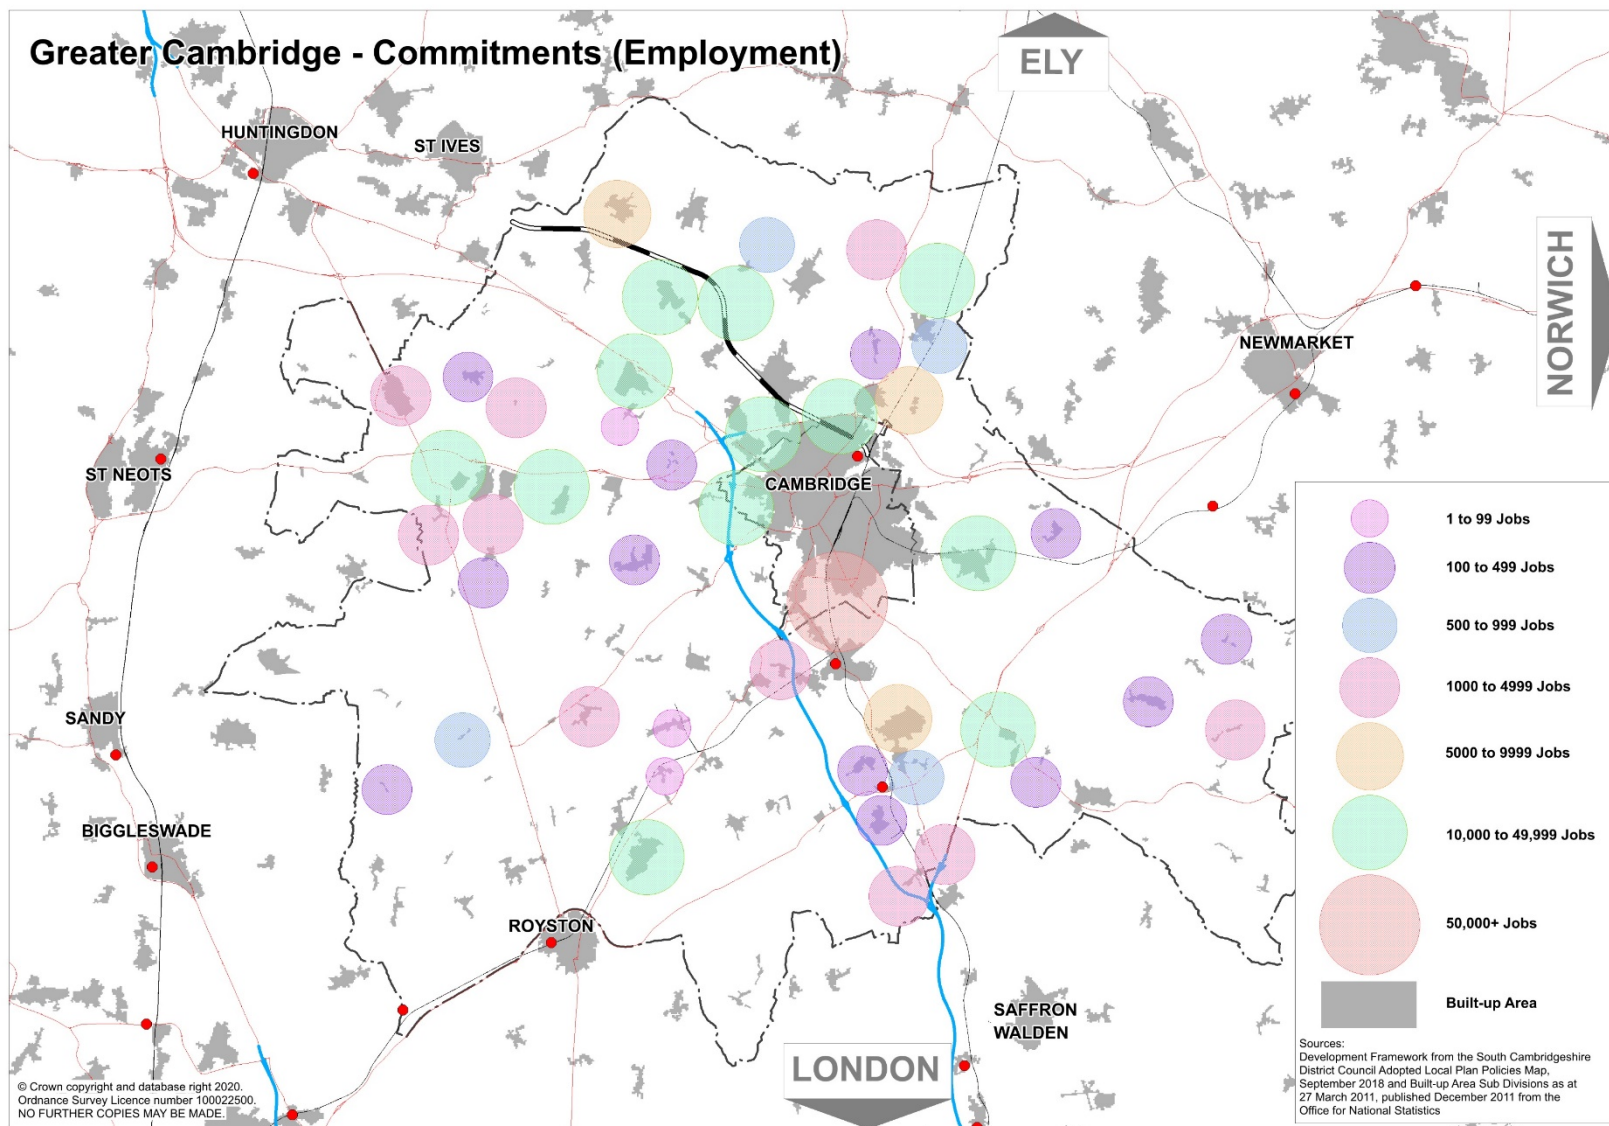 Greater Cambridge - Commitments (Employment)
ELY
HUNTINGDON
ST IVES
NORWICH
NEWMARKET
ST NEOTS
CAMBRIDGE
SANDY
BIGGLESWADE
ROYSTON
SAFFRON
WALDEN
LONDON
1 to 99 Jobs
100 to 499 Jobs
500 to 999 Jobs
1000 to 4999 Jobs
5000 to 9999 Jobs
10,000 to 49,999 Jobs
50,000+ Jobs
Built-up Area
Sources:
Development Framework from the South Cambridgeshire
District Council Adopted Local Plan Policies Map,
September 2018 and Built-up Area Sub Divisions as at
27 March 2011, published December 2011 from the
Office for National Statistics
© Crown copyright and database right 2020.
Ordnance Survey Licence number 100022500.
NO FURTHER COPIES MAY BE MADE.